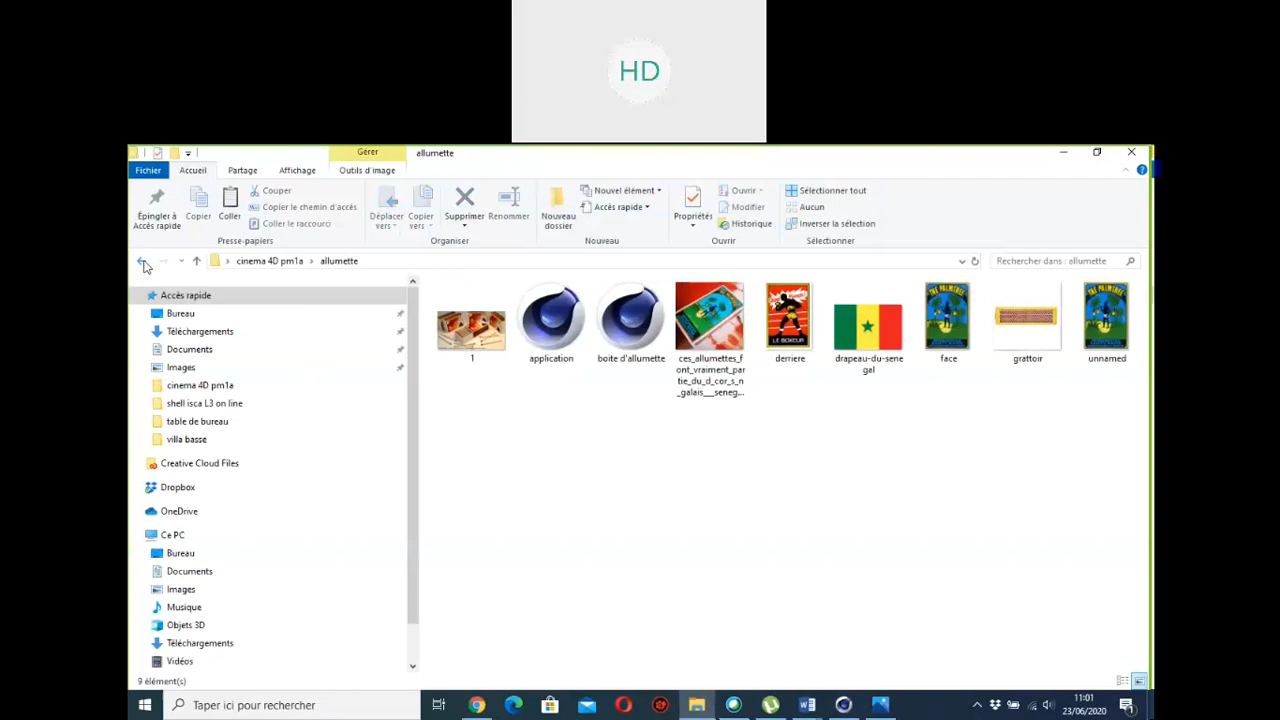 HD
Gérer
allumette
Fichier
Accueil
Partage
Affichage
Outils d'image
Épingler à
Accès rapide
Copier
Coller
Couper
Copier le chemin d'accès
Coller le raccourci
Presse-papiers
Déplacer
vers
Copier
vers
Supprimer
Renommer
Organiser
Nouveau
dossier
Nouvel élément
Accès rapide
Nouveau
Propriétés
Ouvrir
Modifier
Historique
Ouvrir
Sélectionner tout
Aucun
Inverser la sélection
Sélectionner
cinema 4D pm1a
allumette
Rechercher dans : allumette
Accès rapide
Bureau
Téléchargements
Documents
Images
cinema 4D pm1a
shell isca L3 on line
table de bureau
villa basse
Creative Cloud Files
Dropbox
OneDrive
Ce PC
Bureau
Documents
Images
Musique
Objets 3D
Téléchargements
Vidéos
1
application
boite d'allumette
ces_allumettes_f
ont_vraiment_par
tie_du_d_cor_s_n
_galais__seneg...
LE BOXEUR
derriere
drapeau-du-sene
gal
THE PALMTREE
face
grattoir
THE PALMTREE
unnamed
9 élément(s)
Taper ici pour rechercher
11:01
23/06/2020